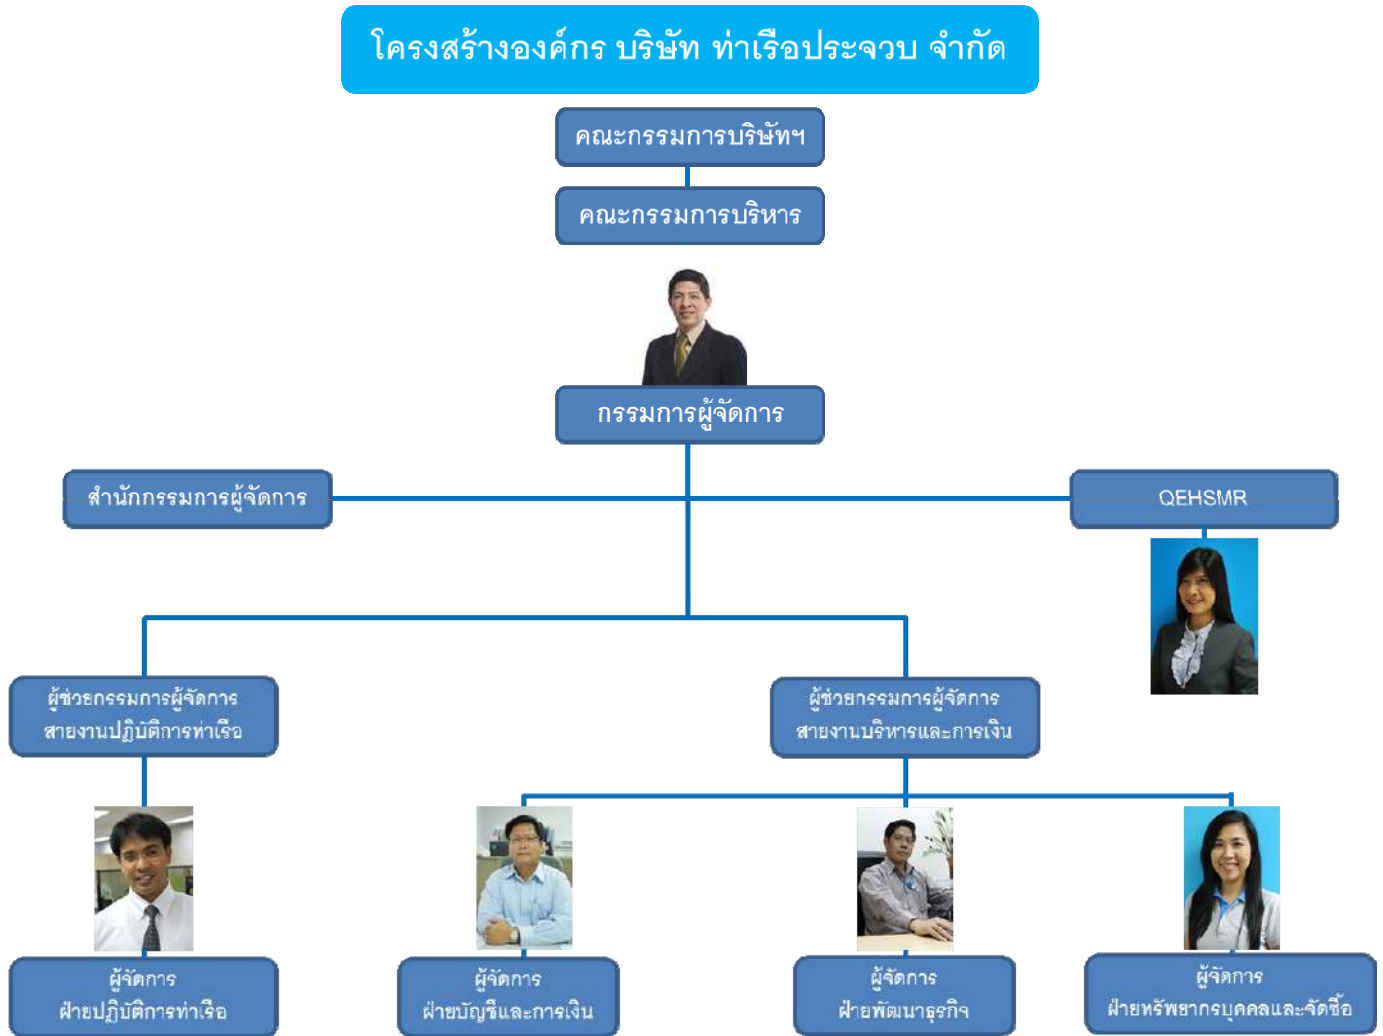 โครงสร้างองค์กร บริษัท ท่าเรือประจวบ จำกัด
คณะกรรมการบริษัทฯ
คณะกรรมการบริหาร
กรรมการผู้จัดการ
สำนักกรรมการผู้จัดการ
QEHSMR
ผู้ช่วยกรรมการผู้จัดการ
สายงานปฏิบัติการท่าเรือ
ผู้ช่วยกรรมการผู้จัดการ
สายงานบริหารและการเงิน
ผู้จัดการ
ฝ่ายปฏิบัติการท่าเรือ
ผู้จัดการ
ฝ่ายบัญชีและการเงิน
ผู้จัดการ
ฝ่ายพัฒนาธุรกิจ
ผู้จัดการ
ฝ่ายทรัพยากรบุคคลและจัดซื้อ